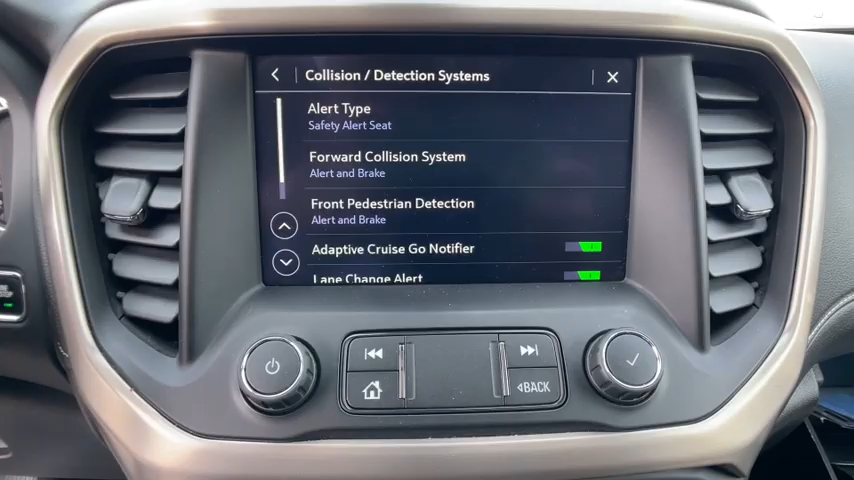 Collision / Detection Systems
Alert Type
Safety Alert Seat
Forward Collision System
Alert and Brake
Front Pedestrian Detection
Alert and Brake
Adaptive Cruise Go Notifier
Lane Change Alert
BACK